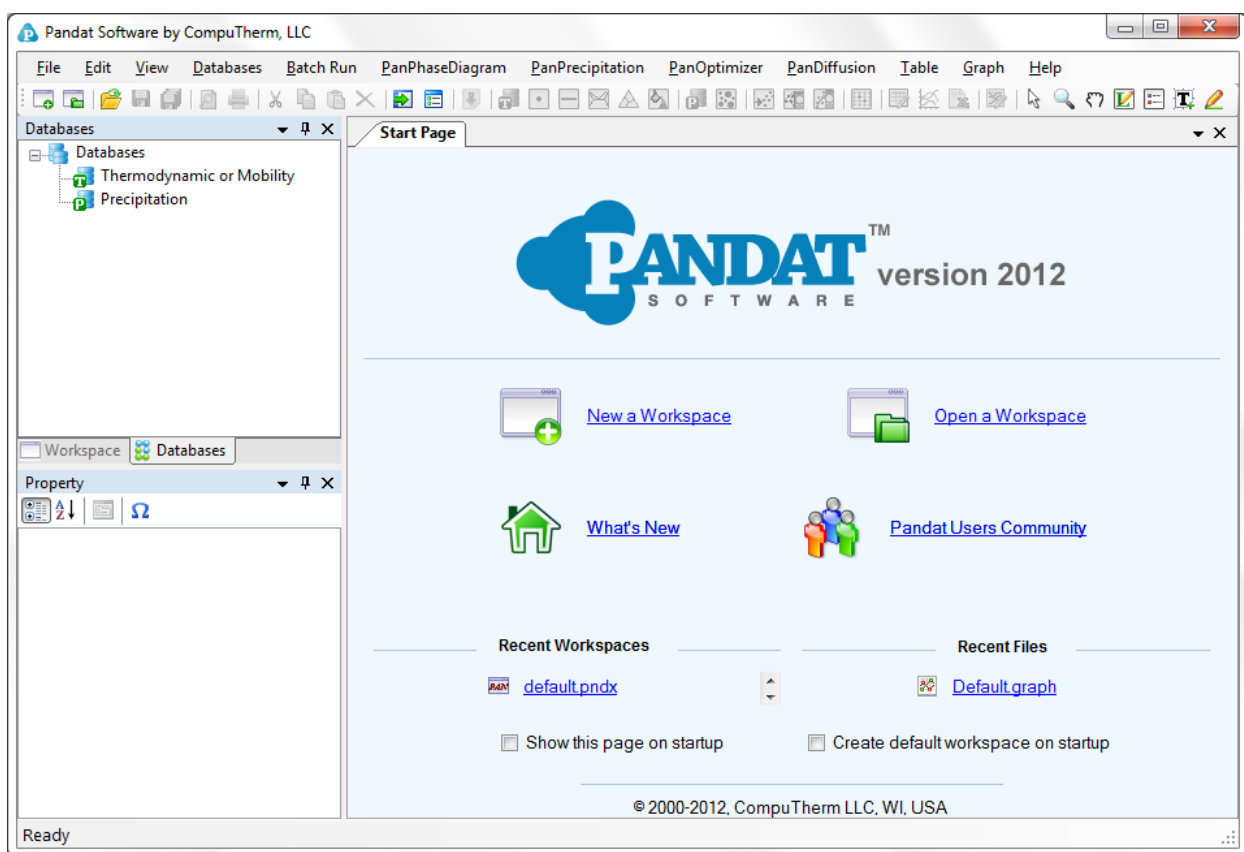 Pandat Software by CompuTherm, LLC
File Edit View Databases Batch Run PanPhaseDiagram PanPrecipitation PanOptimizer PanDiffusion Table Graph Help
Databases
Start Page
Databases
Thermodynamic or Mobility
Precipitation
PANDAT™
SOFTWARE
version 2012
New a Workspace
Open a Workspace
Workspace Databases
Property
What's New
Pandat Users Community
Recent Workspaces
Recent Files
default.pndx
Default.graph
Show this page on startup
Create default workspace on startup
© 2000-2012, CompuTherm LLC, WI, USA
Ready